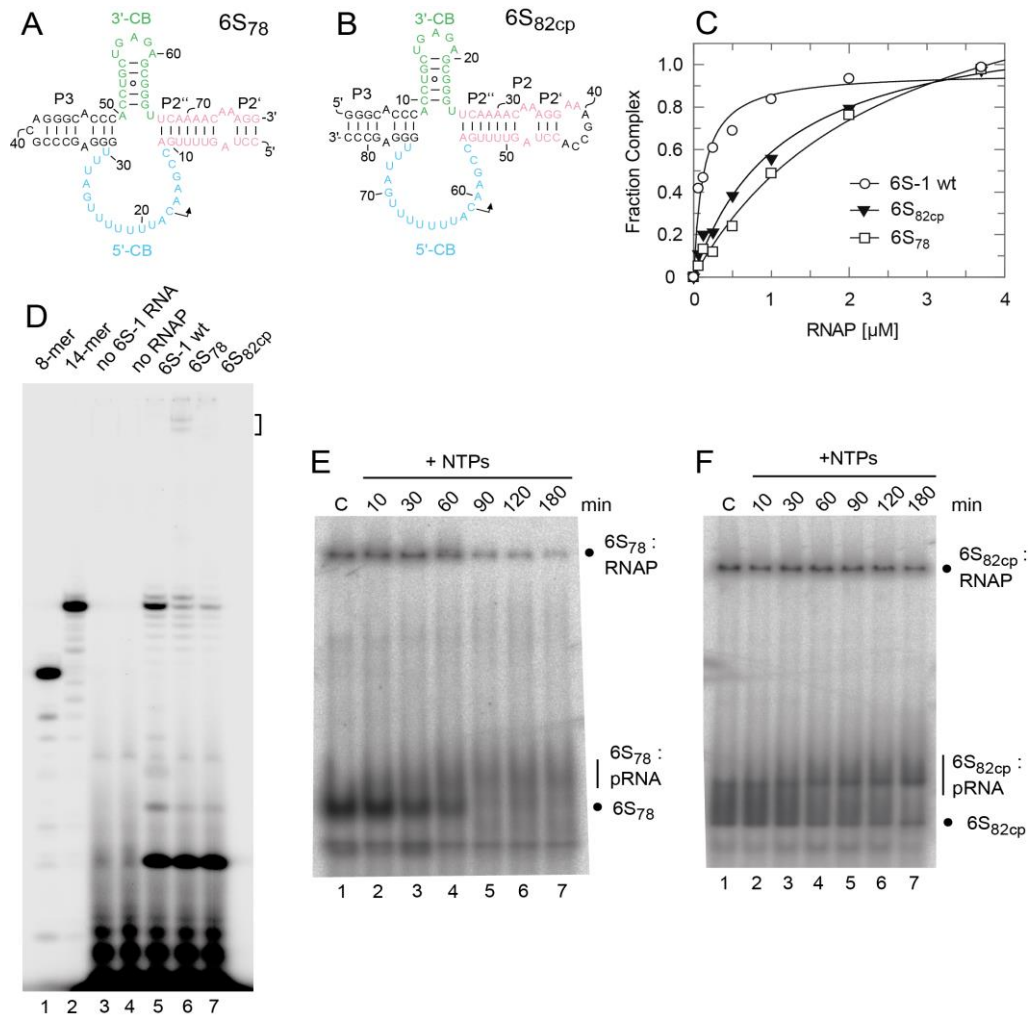 A
6S78
3'-CB
60
P3
50
P2"
70
P2'
-3'
5'
40
30
10
20
5'-CB
B
6S82cp
3'-CB
20
P3
10
P2"
P2
30
P2'
40
5'-
3'-
80
50
70
60
5'-CB
C
Fraction Complex
1.0
0.8
0.6
0.4
0.2
0
6S-1 wt
6S82cp
6S78
0 1 2 3 4
RNAP [µM]
D
8-mer
14-mer
no 6S-1 RNA
no RNAP
6S-1 wt
6S78
6S82cp
1 2 3 4 5 6 7
E
+ NTPs
C 10 30 60 90 120 180 min
6S78 :
RNAP
6S78 :
pRNA
6S78
1 2 3 4 5 6 7
F
+NTPs
C 10 30 60 90 120 180 min
6S82cp :
RNAP
6S82cp :
pRNA
6S82cp
1 2 3 4 5 6 7